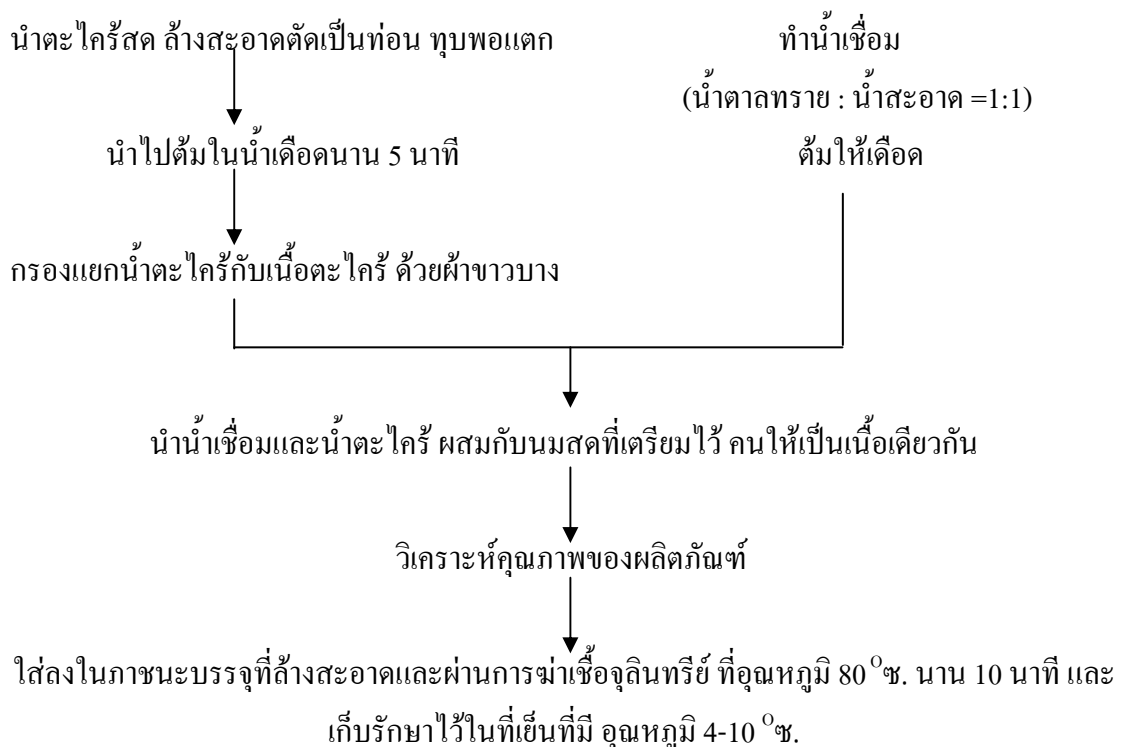 นำตะไคร้สด ล้างสะอาดตัดเป็นท่อน ทุบพอแตก
นำไปต้มในน้ำเดือดนาน 5 นาที
กรองแยกน้ำตะไคร้กับเนื้อตะไคร้ ด้วยผ้าขาวบาง
ทำน้ำเชื่อม
(น้ำตาลทราย : น้ำสะอาด =1:1)
ต้มให้เดือด
นำน้ำเชื่อมและน้ำตะไคร้ ผสมกับนมสดที่เตรียมไว้ คนให้เป็นเนื้อเดียวกัน
วิเคราะห์คุณภาพของผลิตภัณฑ์
ใส่ลงในภาชนะบรรจุที่ล้างสะอาดและผ่านการฆ่าเชื้อจุลินทรีย์ ที่อุณหภูมิ 80 ᴼซ. นาน 10 นาที และ
เก็บรักษาไว้ในที่เย็นที่มี อุณหภูมิ 4-10 ᴼซ.